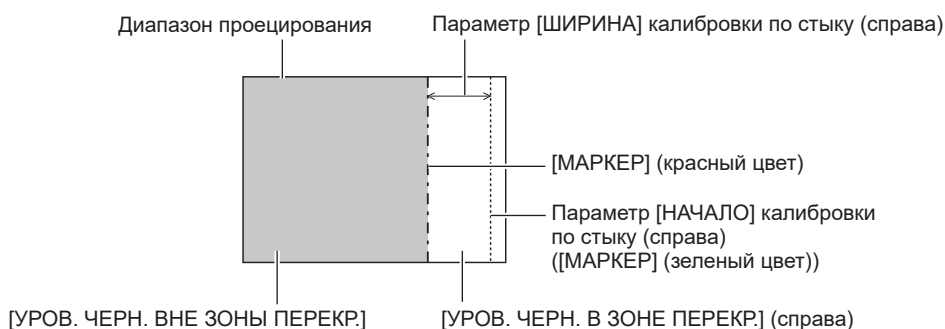 Диапазон проецирования
Параметр [ШИРИНА] калибровки по стыку (справа)
[МАРКЕР] (красный цвет)
Параметр [НАЧАЛО] калибровки
по стыку (справа)
([МАРКЕР] (зеленый цвет))
[УРОВ. ЧЕРН. ВНЕ ЗОНЫ ПЕРЕКР.]
[УРОВ. ЧЕРН. В ЗОНЕ ПЕРЕКР.] (справа)